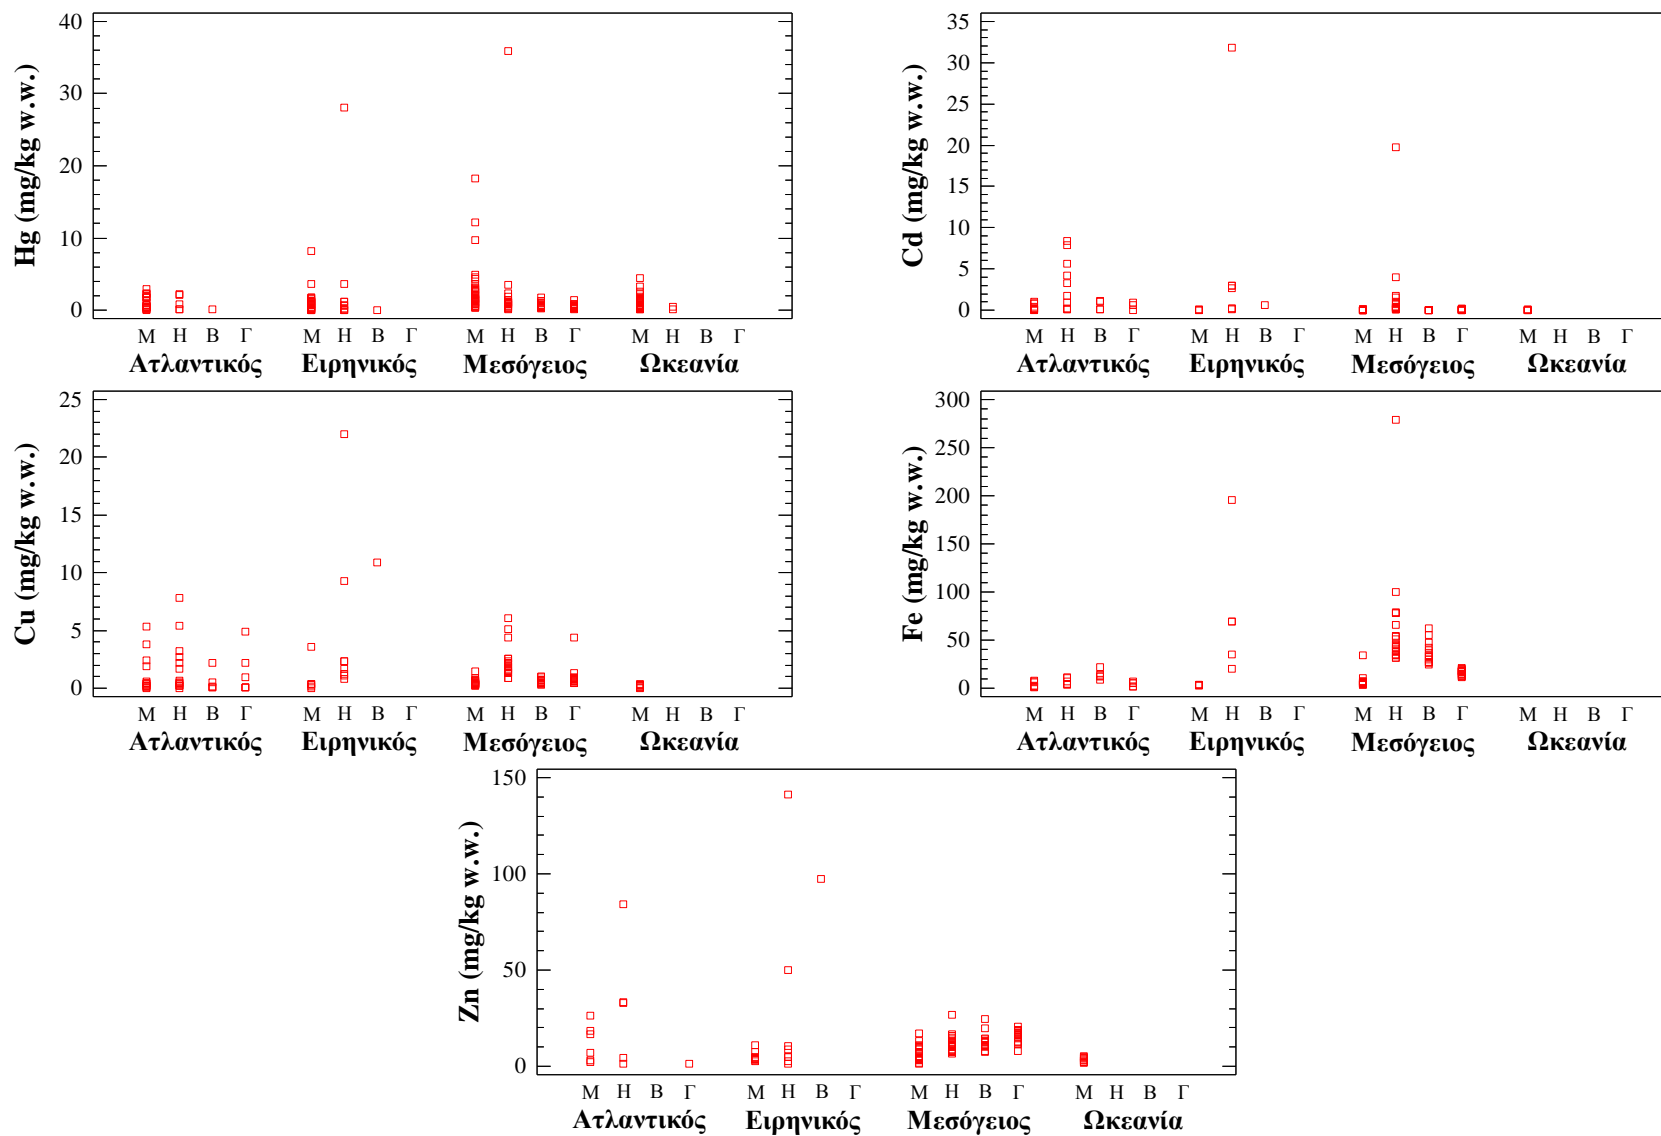 Hg (mg/kg w.w.)
40
30
20
10
0
Μ Η Β Γ Μ Η Β Γ Μ Η Β Γ Μ Η Β Γ
Ατλαντικός Ειρηνικός Μεσόγειος Ωκεανία
Cd (mg/kg w.w.)
35
30
25
20
15
10
5
0
Μ Η Β Γ Μ Η Β Γ Μ Η Β Γ Μ Η Β Γ
Ατλαντικός Ειρηνικός Μεσόγειος Ωκεανία
Cu (mg/kg w.w.)
25
20
15
10
5
0
Μ Η Β Γ Μ Η Β Γ Μ Η Β Γ Μ Η Β Γ
Ατλαντικός Ειρηνικός Μεσόγειος Ωκεανία
Fe (mg/kg w.w.)
300
250
200
150
100
50
0
Μ Η Β Γ Μ Η Β Γ Μ Η Β Γ Μ Η Β Γ
Ατλαντικός Ειρηνικός Μεσόγειος Ωκεανία
Zn (mg/kg w.w.)
150
100
50
0
Μ Η Β Γ Μ Η Β Γ Μ Η Β Γ Μ Η Β Γ
Ατλαντικός Ειρηνικός Μεσόγειος Ωκεανία